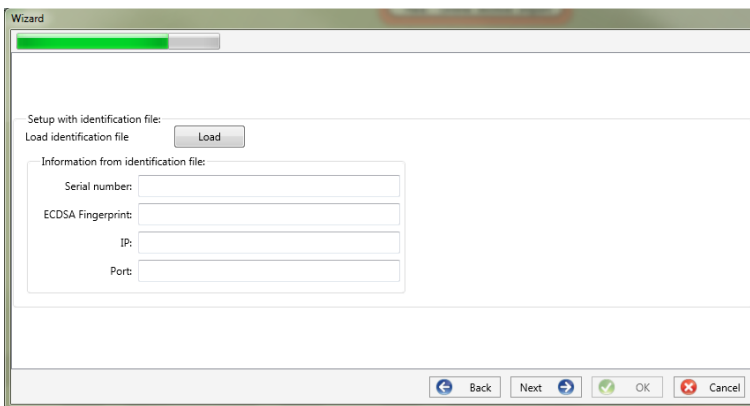 Wizard
Setup with identification file:
Load identification file Load
Information from identification file:
Serial number:
ECDSA Fingerprint:
IP:
Port:
Back Next OK Cancel